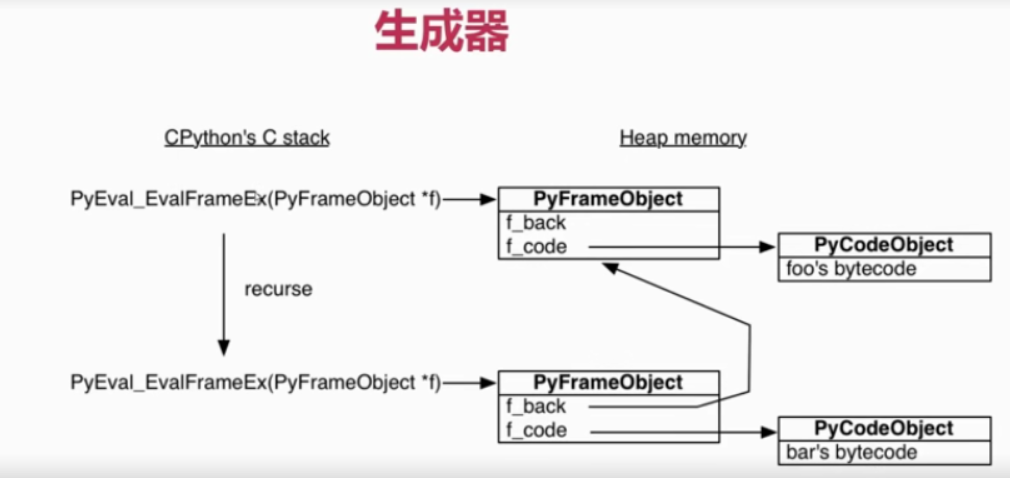 生成器
CPython's C stack
Heap memory
PyEval_EvalFrameEx(PyFrameObject *f)
PyFrameObject
f_back
f_code
PyCodeObject
foo's bytecode
recurse
PyEval_EvalFrameEx(PyFrameObject *f)
PyFrameObject
f_back
f_code
PyCodeObject
bar's bytecode